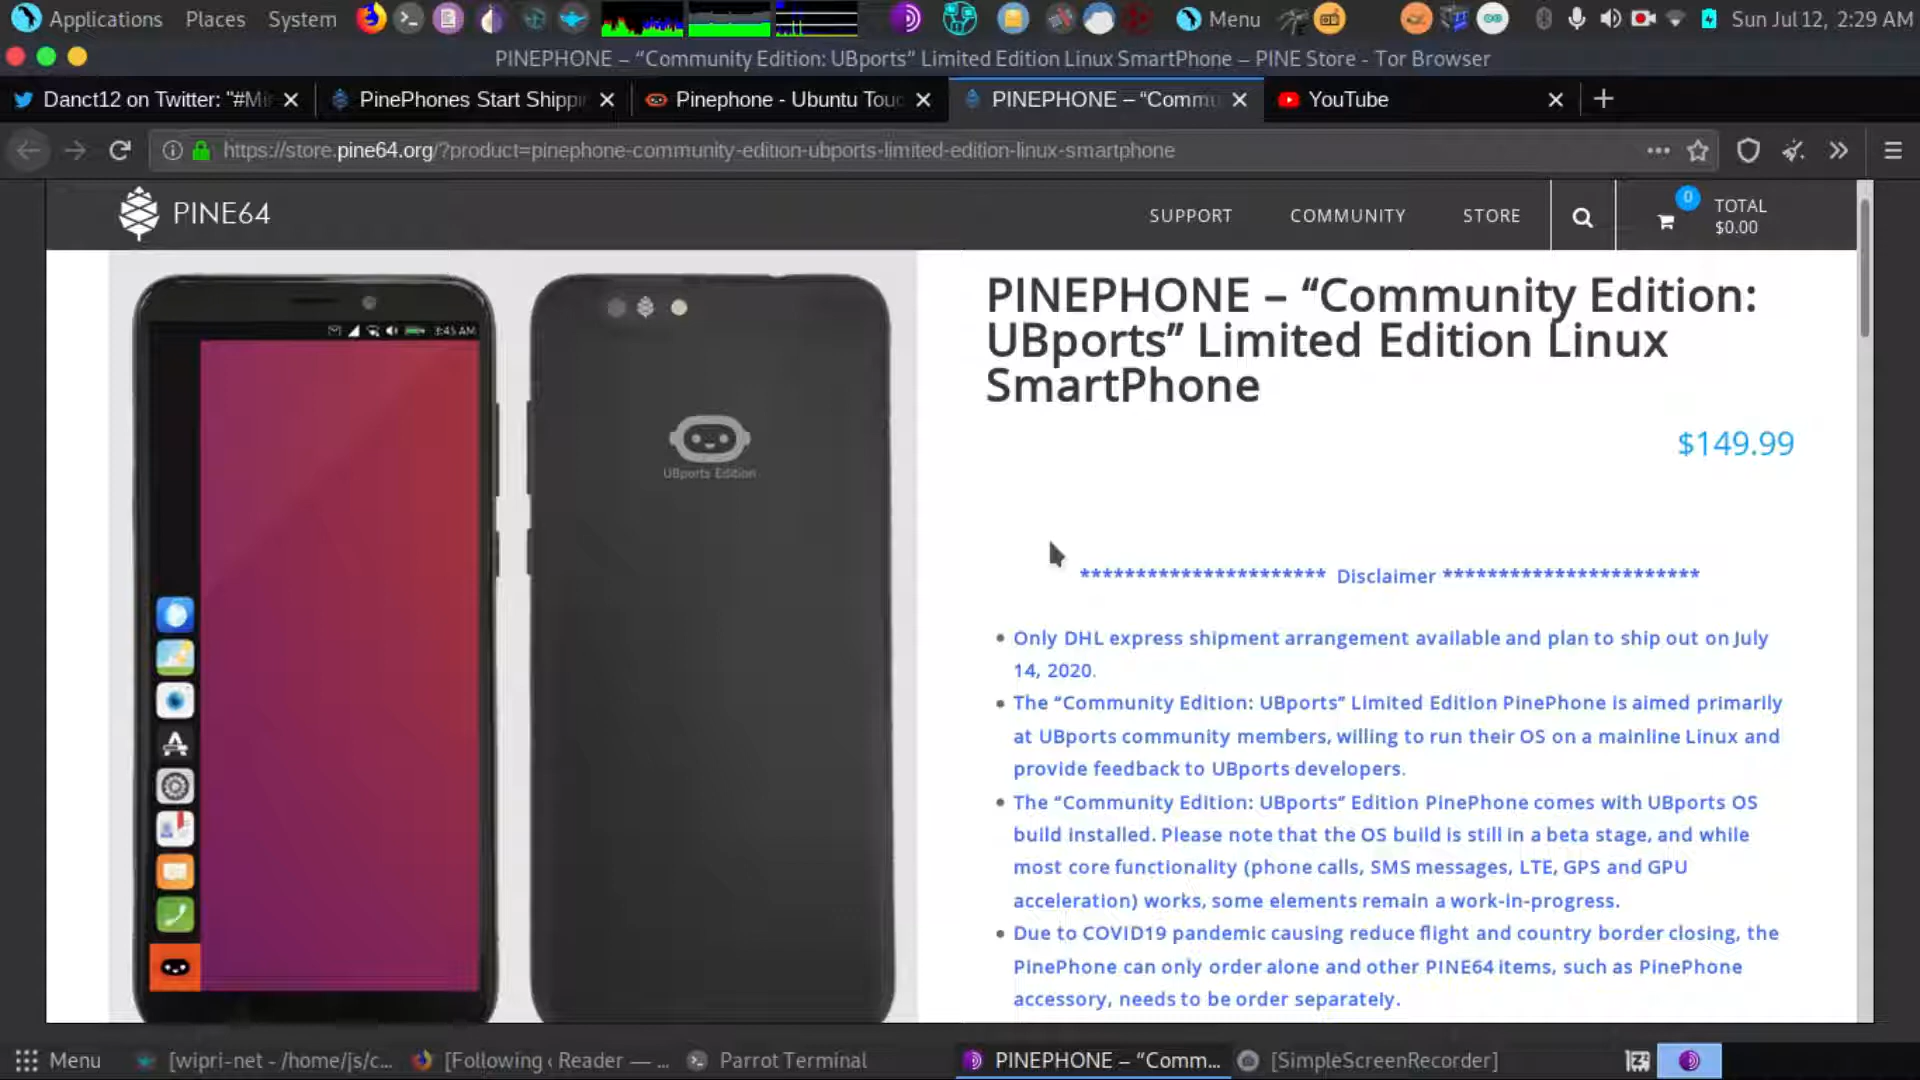 Applications Places System Menu Sun Jul 12, 2:29 AM
PINEPHONE – “Community Edition: UBports” Limited Edition Linux SmartPhone – PINE Store - Tor Browser
Danct12 on Twitter: "#Mi PinePhones Start Shippi Pinephone - Ubuntu Touc PINEPHONE – “Commu YouTube
https://store.pine64.org/?product=pinephone-community-edition-ubports-limited-edition-linux-smartphone
PINE64 SUPPORT COMMUNITY STORE 0 TOTAL
$0.00
3:45 AM
UBports Edition
PINEPHONE – “Community Edition:
UBports” Limited Edition Linux
SmartPhone
$149.99
********************** Disclaimer ***********************
Only DHL express shipment arrangement available and plan to ship out on July
14, 2020.
The “Community Edition: UBports” Limited Edition PinePhone is aimed primarily
at UBports community members, willing to run their OS on a mainline Linux and
provide feedback to UBports developers.
The “Community Edition: UBports” Edition PinePhone comes with UBports OS
build installed. Please note that the OS build is still in a beta stage, and while
most core functionality (phone calls, SMS messages, LTE, GPS and GPU
acceleration) works, some elements remain a work-in-progress.
Due to COVID19 pandemic causing reduce flight and country border closing, the
PinePhone can only order alone and other PINE64 items, such as PinePhone
accessory, needs to be order separately.
Menu [wipri-net - /home/js/c... [Following ‹ Reader — ... Parrot Terminal PINEPHONE – “Comm... [SimpleScreenRecorder]